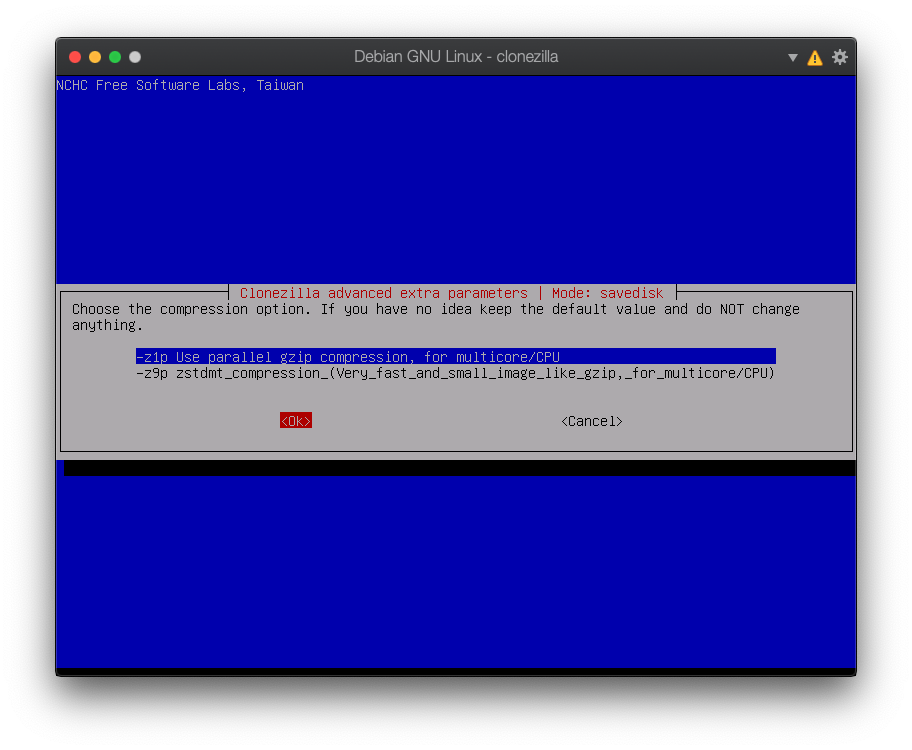 Debian GNU Linux - clonezilla
NCHC Free Software Labs, Taiwan
Clonezilla advanced extra parameters | Mode: savedisk
Choose the compression option. If you have no idea keep the default value and do NOT change
anything.
-z1p Use parallel gzip compression, for multicore/CPU
-z9p zstdmt_compression_(Very_fast_and_small_image_like_gzip,_for_multicore/CPU)
<Ok> <Cancel>